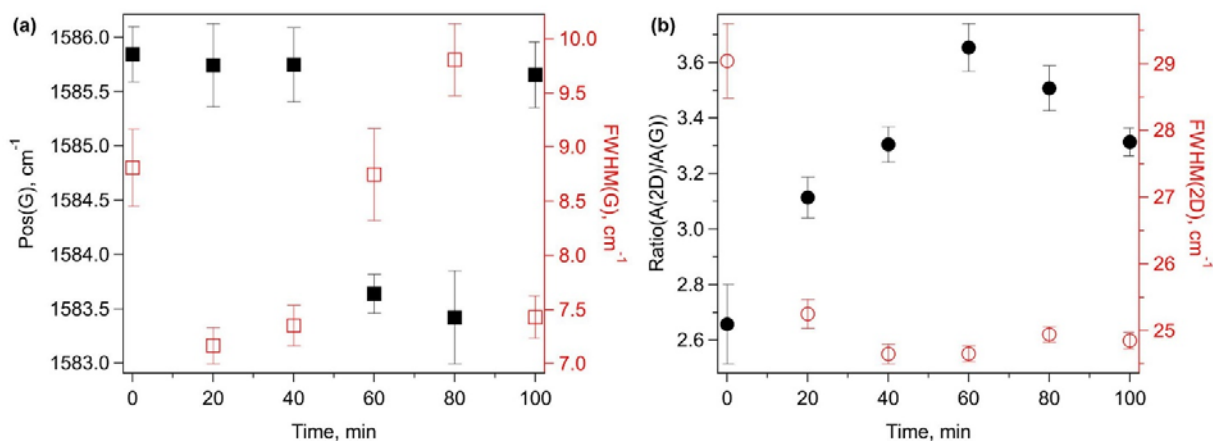 (a)
Pos(G), cm-1
1586.0
1585.5
1585.0
1584.5
1584.0
1583.5
1583.0
0 20 40 60 80 100
Time, min
10.0
9.5
9.0
8.5
8.0
7.5
7.0
FWHM(G), cm-1
(b)
Ratio(A(2D)/A(G))
3.6
3.4
3.2
3.0
2.8
2.6
0 20 40 60 80 100
Time, min
29
28
27
26
25
FWHM(2D), cm-1